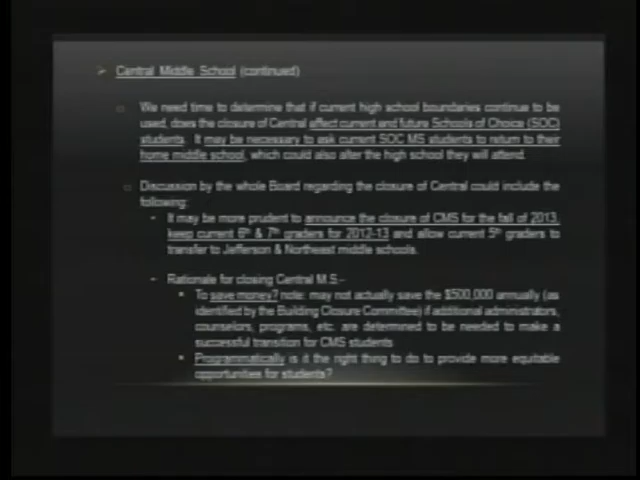 Central Middle School (continued)
We need time to determine that if current high school boundaries continue to be
used, does the closure of Central affect current and future Schools of Choice (SOC)
students. It may be necessary to ask current SOC MS students to return to their
home middle school, which could also alter the high school they will attend.
Discussion by the whole Board regarding the closure of Central could include the
following:
It may be more prudent to announce the closure of CMS for the fall of 2013,
keep current 6th & 7th graders for 2012-13 and allow current 5th graders to
transfer to Jefferson & Northeast middle schools.
Rationale for closing Central M.S:-
To save money? note: may not actually save the $500,000 annually (as
identified by the Building Closure Committee) if additional administrators,
counselors, programs, etc. are determined to be needed to make a
successful transition for CMS students
Programmatically is it the right thing to do to provide more equitable
opportunities for students?